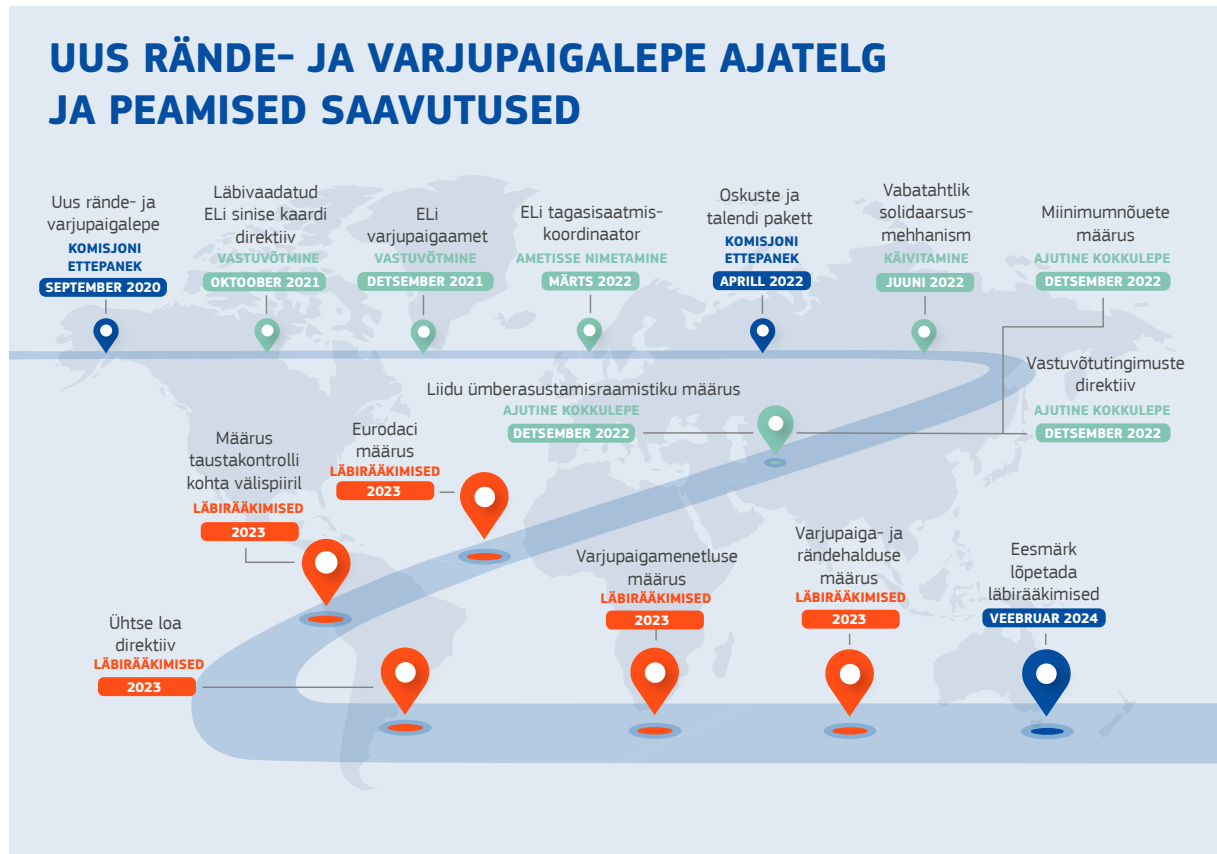 UUS RÄNDE- JA VARJUPAIGALEPE AJATELG
JA PEAMISED SAAVUTUSED
Uus rände- ja
varjupaigalepe
KOMISJONI
ETTEPANEK
SEPTEMBER 2020
Läbivaadatud
ELi sinise kaardi
direktiiv
VASTUVÕTMINE
OKTOOBER 2021
ELi
varjupaigaamet
VASTUVÕTMINE
DETSEMBER 2021
ELi tagasisaatmis-
koordinaator
AMETISSE NIMETAMINE
MÄRTS 2022
Oskuste ja
talendi pakett
KOMISJONI
ETTEPANEK
APRILL 2022
Vabatahtlik
solidaarsus-
mehhanism
KÄIVITAMINE
JUUNI 2022
Miinimumnõuete
määrus
AJUTINE KOKKULEPE
DETSEMBER 2022
Vastuvõtutingimuste
direktiiv
AJUTINE KOKKULEPE
DETSEMBER 2022
Liidu ümberasustamisraamistiku määrus
AJUTINE KOKKULEPE
DETSEMBER 2022
Eurodaci
määrus
LÄBIRÄÄKIMISED
2023
Määrus
taustakontrolli
kohta välispiiril
LÄBIRÄÄKIMISED
2023
Ühtse loa
direktiiv
LÄBIRÄÄKIMISED
2023
Varjupaigamenetluse
määrus
LÄBIRÄÄKIMISED
2023
Varjupaiga- ja
rändehalduse
määrus
LÄBIRÄÄKIMISED
2023
Eesmärk
lõpetada
läbirääkimised
VEEBRUAR 2024